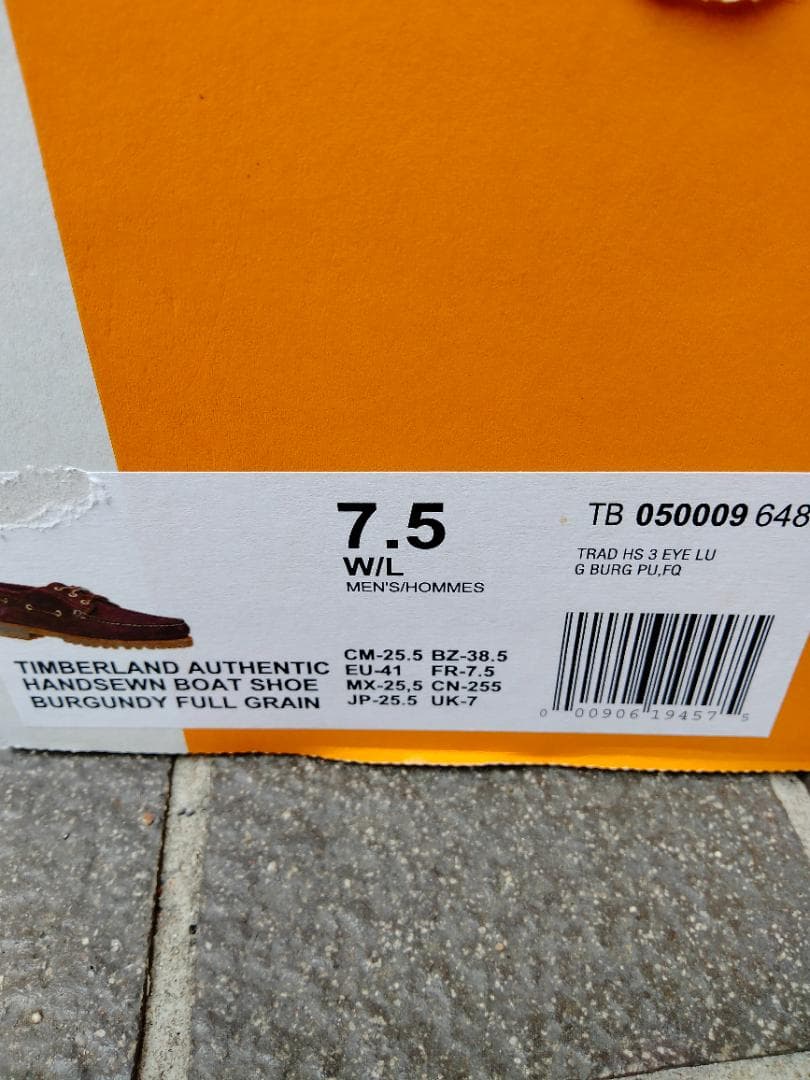 7.5
W/L
MEN'S/HOMMES
TB 050009 648
TRAD HS 3 EYE LU
G BURG PU,FQ
TIMBERLAND AUTHENTIC
HANDSEWN BOAT SHOE
BURGUNDY FULL GRAIN
CM-25.5 BZ-38.5
EU-41 FR-7.5
MX-25,5 CN-255
JP-25.5 UK-7
0 00906 19457 5